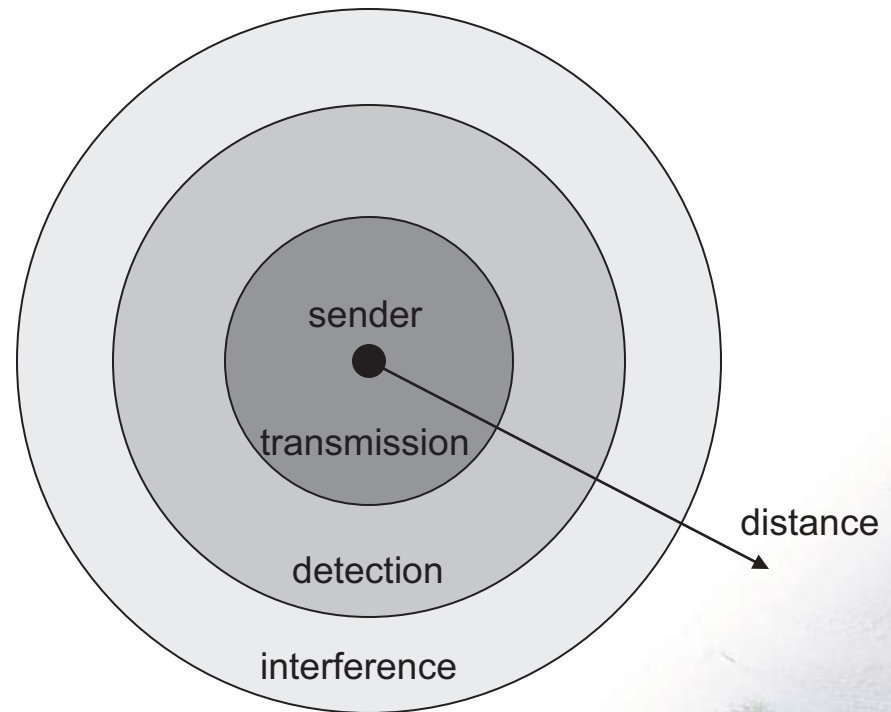 sender
transmission
distance
detection
interference